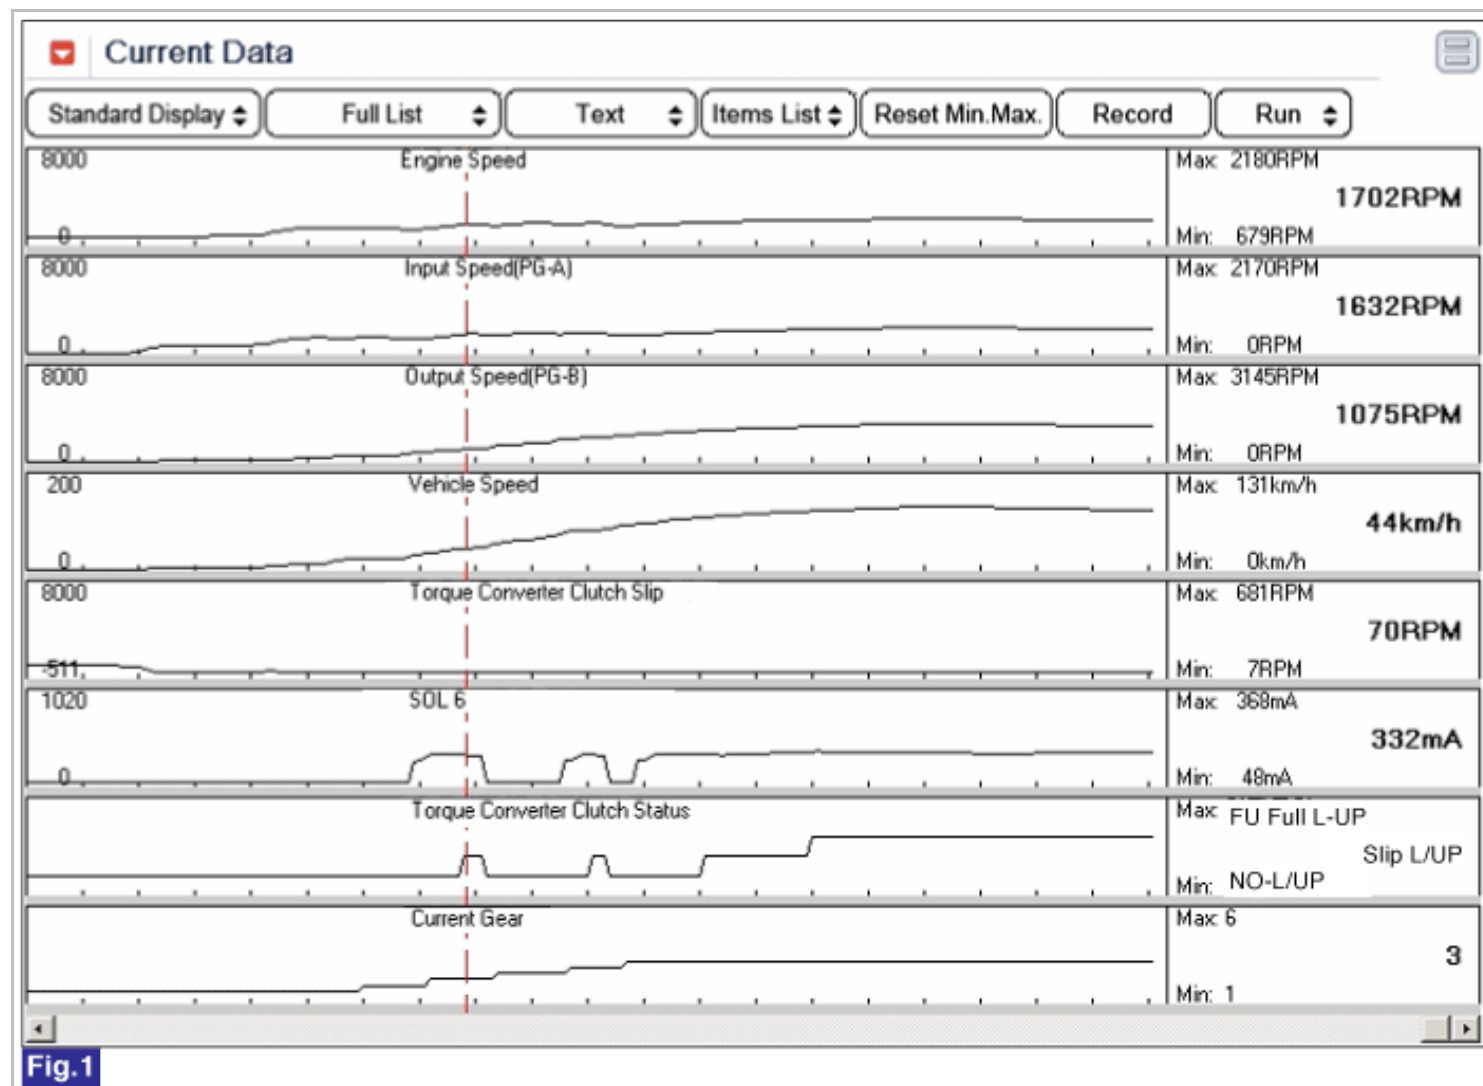 Current Data
Standard Display Full List Text Items List Reset Min.Max. Record Run
8000 Engine Speed Max: 2180RPM
1702RPM
0 Min: 679RPM
8000 Input Speed(PG-A) Max: 2170RPM
1632RPM
0 Min: 0RPM
8000 Output Speed(PG-B) Max: 3145RPM
1075RPM
0 Min: 0RPM
200 Vehicle Speed Max: 131km/h
44km/h
0 Min: 0km/h
8000 Torque Converter Clutch Slip Max: 681RPM
70RPM
-511 Min: 7RPM
1020 SOL 6 Max: 368mA
332mA
0 Min: 48mA
Torque Converter Clutch Status Max: FU Full L-UP
Slip L/UP
Min: NO-L/UP
Current Gear Max: 6
3
Min: 1
Fig.1